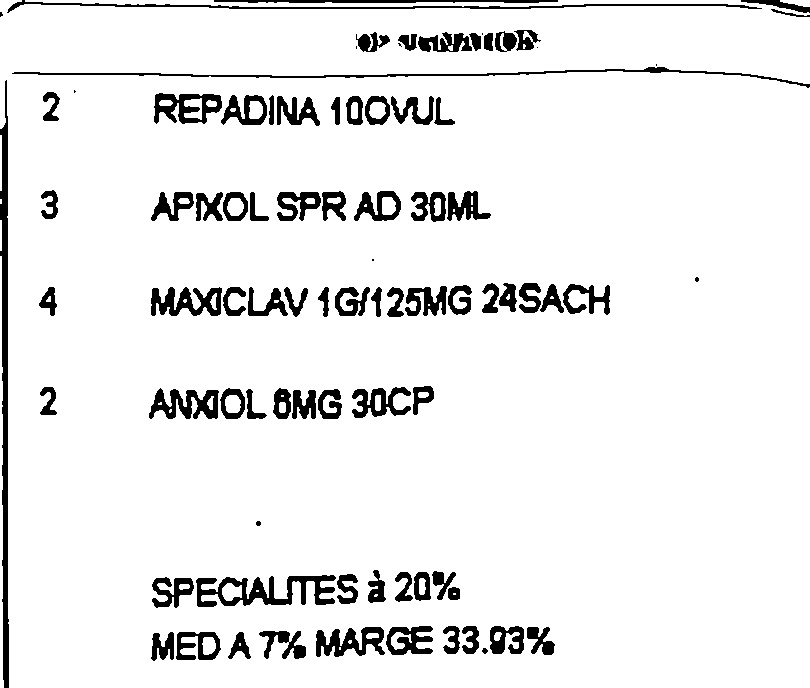 2 REPADINA 10OVUL
3 APIXOL SPR AD 30ML
4 MAXICLAV 1G/125MG 24SACH
2 ANXIOL 6MG 30CP
SPECIALITES à 20%
MED A 7% MARGE 33.93%